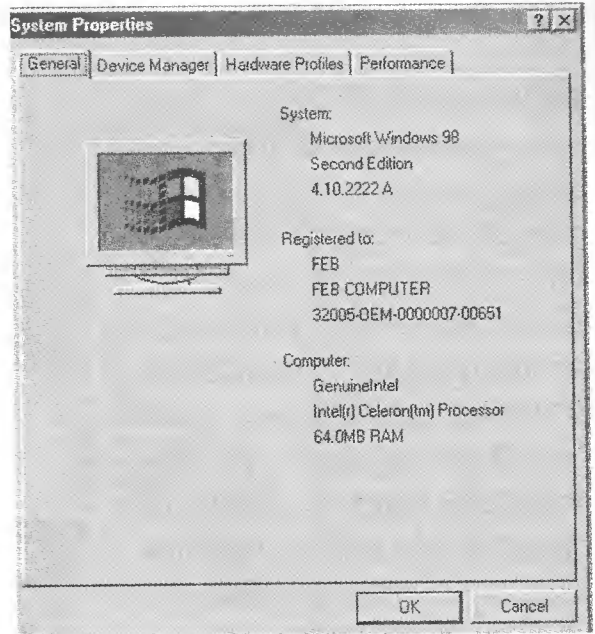 System Properties
General Device Manager Hardware Profiles Performance
System:
Microsoft Windows 98
Second Edition
4.10.2222 A
Registered to:
FEB
FEB COMPUTER
32005-OEM-0000007-00651
Computer:
GenuineIntel
Intel(r) Celeron(tm) Processor
64.0MB RAM
OK Cancel